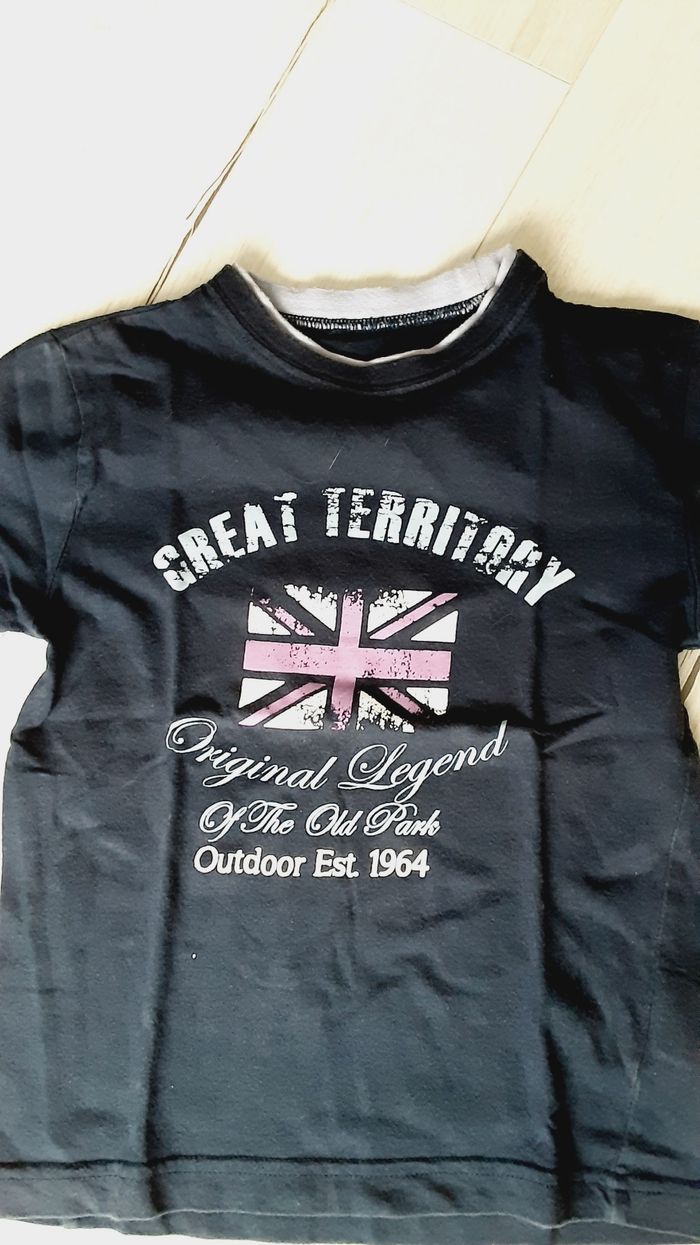 GREAT TERRITORY
Original Legend
Of The Old Park
Outdoor Est. 1964